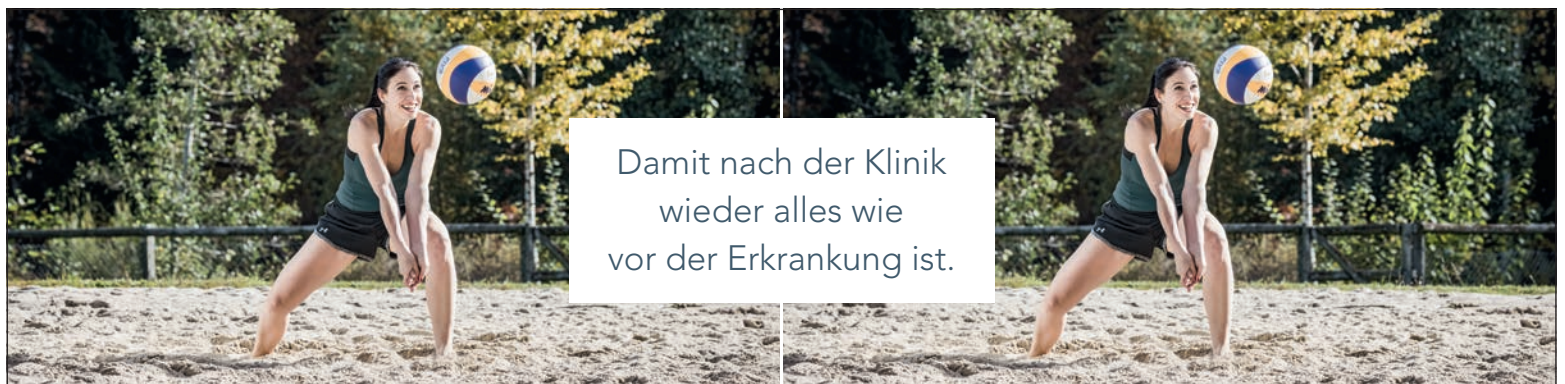 Damit nach der Klinik
wieder alles wie
vor der Erkrankung ist.